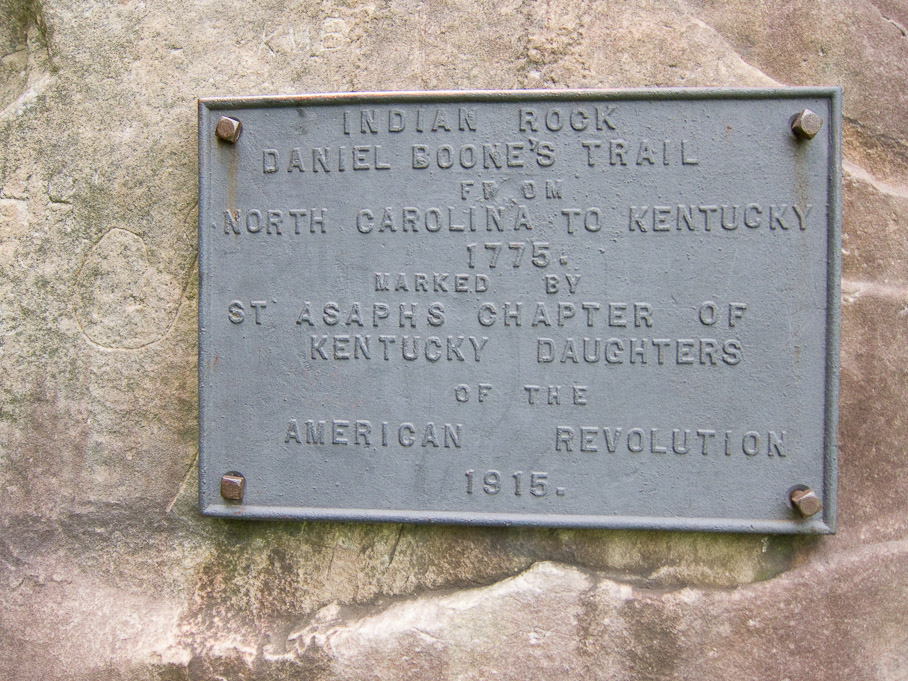 INDIAN ROCK
DANIEL BOONE'S TRAIL
FROM
NORTH CAROLINA TO KENTUCKY
1775.
MARKED BY
ST ASAPHS CHAPTER OF
KENTUCKY DAUGHTERS
OF THE
AMERICAN REVOLUTION
1915.